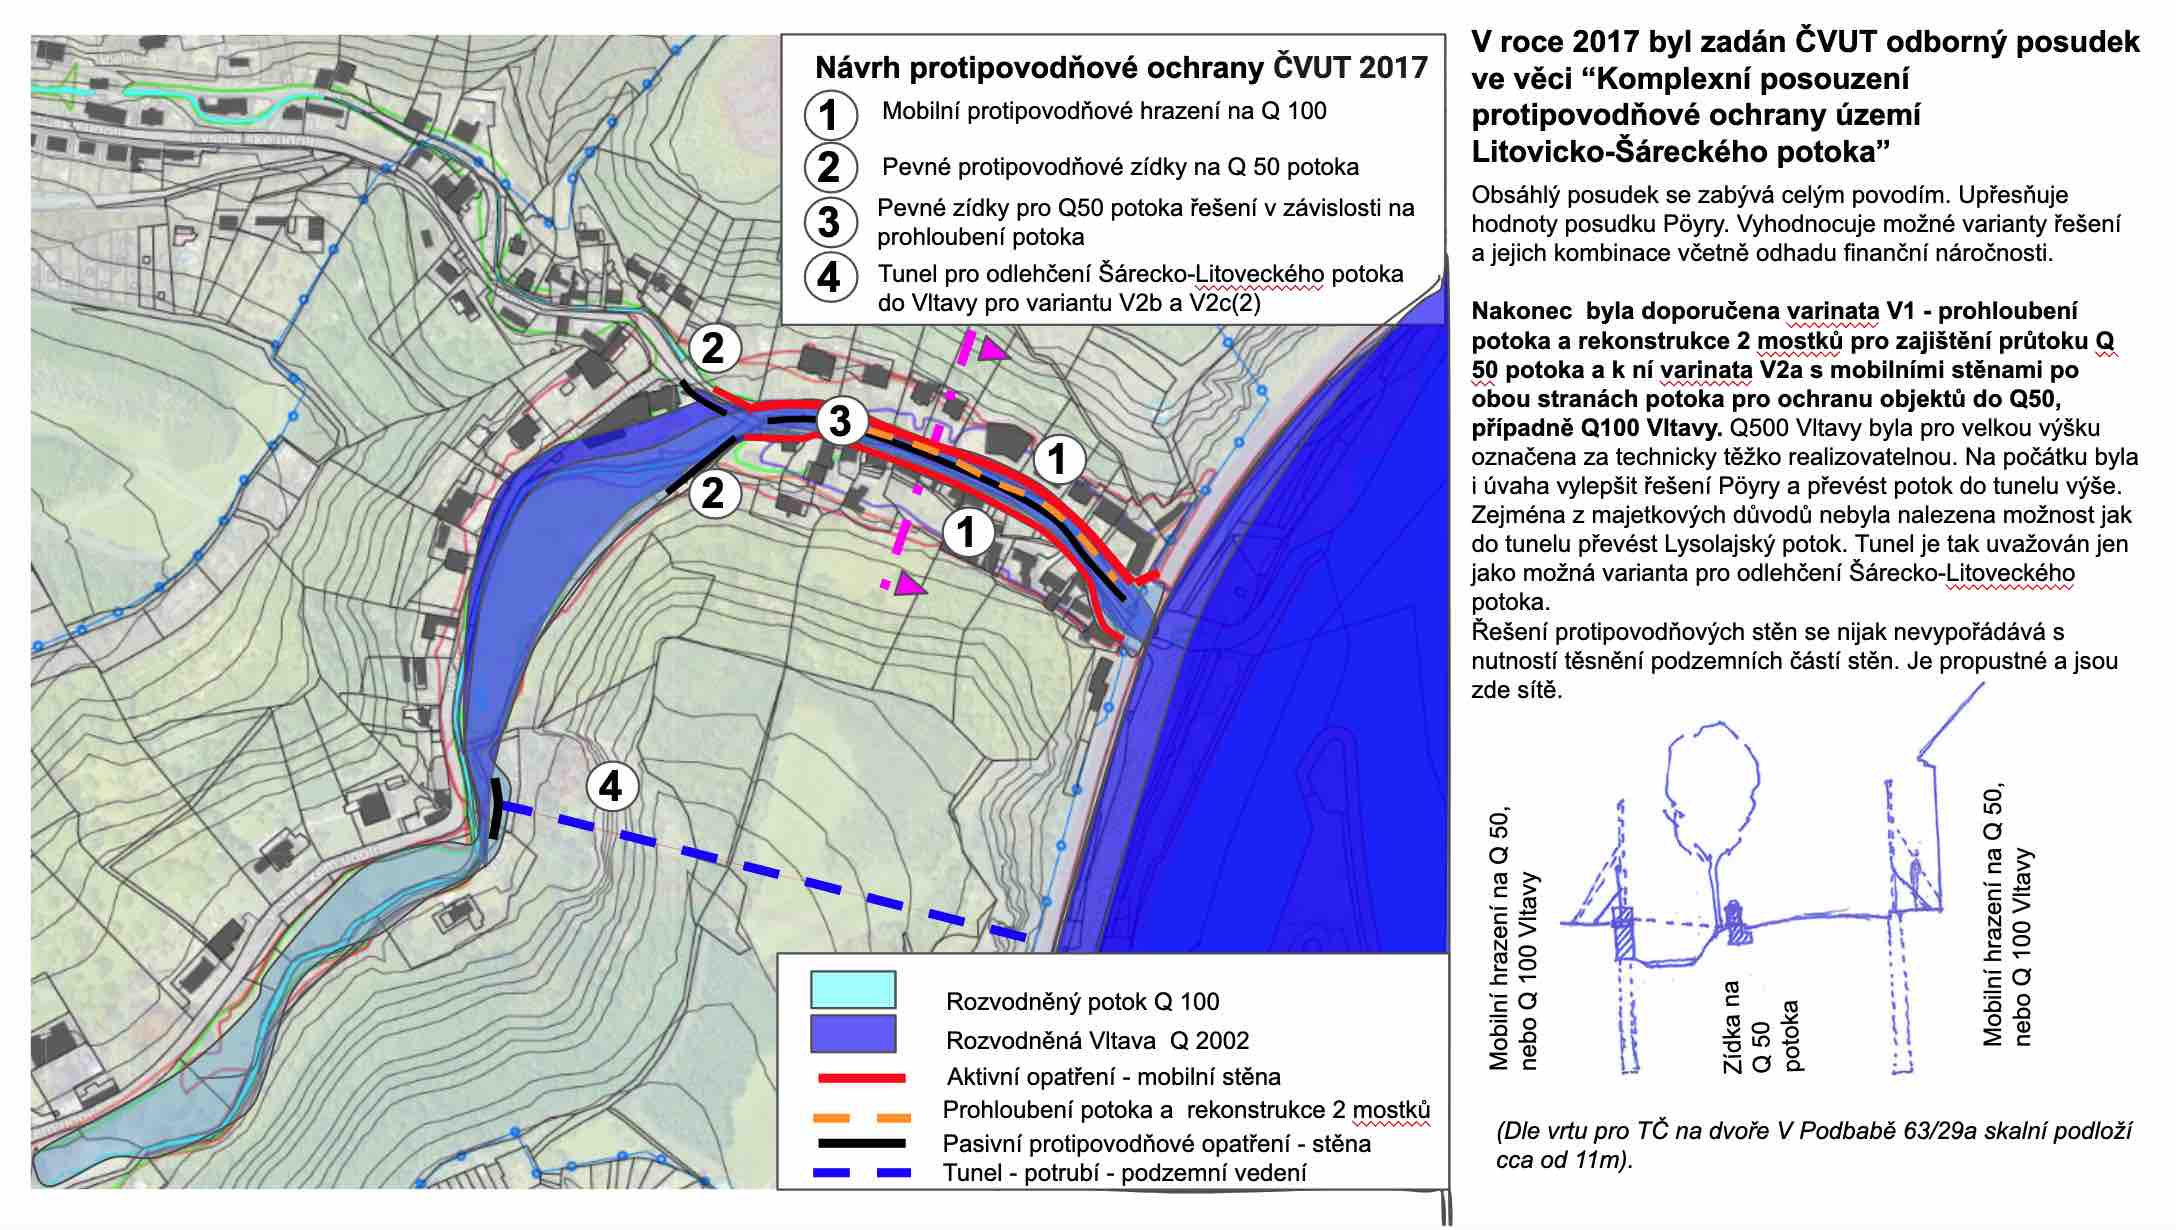 Návrh protipovodňové ochrany ČVUT 2017
1 Mobilní protipovodňové hrazení na Q 100
2 Pevné protipovodňové zídky na Q 50 potoka
3 Pevné zídky pro Q50 potoka řešení v závislosti na
prohloubení potoka
4 Tunel pro odlehčení Šárecko-Litoveckého potoka
do Vltavy pro variantu V2b a V2c(2)
2
3
1
2
1
4
Rozvodněný potok Q 100
Rozvodněná Vltava Q 2002
Aktivní opatření - mobilní stěna
Prohloubení potoka a rekonstrukce 2 mostků
Pasivní protipovodňové opatření - stěna
Tunel - potrubí - podzemní vedení
V roce 2017 byl zadán ČVUT odborný posudek
ve věci “Komplexní posouzení
protipovodňové ochrany území
Litovicko-Šáreckého potoka”
Obsáhlý posudek se zabývá celým povodím. Upřesňuje
hodnoty posudku Pöyry. Vyhodnocuje možné varianty řešení
a jejich kombinace včetně odhadu finanční náročnosti.
Nakonec byla doporučena varinata V1 - prohloubení
potoka a rekonstrukce 2 mostků pro zajištění průtoku Q
50 potoka a k ní varinata V2a s mobilními stěnami po
obou stranách potoka pro ochranu objektů do Q50,
případně Q100 Vltavy. Q500 Vltavy byla pro velkou výšku
označena za technicky těžko realizovatelnou. Na počátku byla
i úvaha vylepšit řešení Pöyry a převést potok do tunelu výše.
Zejména z majetkových důvodů nebyla nalezena možnost jak
do tunelu převést Lysolajský potok. Tunel je tak uvažován jen
jako možná varianta pro odlehčení Šárecko-Litoveckého
potoka.
Řešení protipovodňových stěn se nijak nevypořádává s
nutností těsnění podzemních částí stěn. Je propustné a jsou
zde sítě.
Mobilní hrazení na Q 50,
nebo Q 100 Vltavy
Zídka na
Q 50
potoka
Mobilní hrazení na Q 50,
nebo Q 100 Vltavy
(Dle vrtu pro TČ na dvoře V Podbabě 63/29a skalní podloží
cca od 11m).